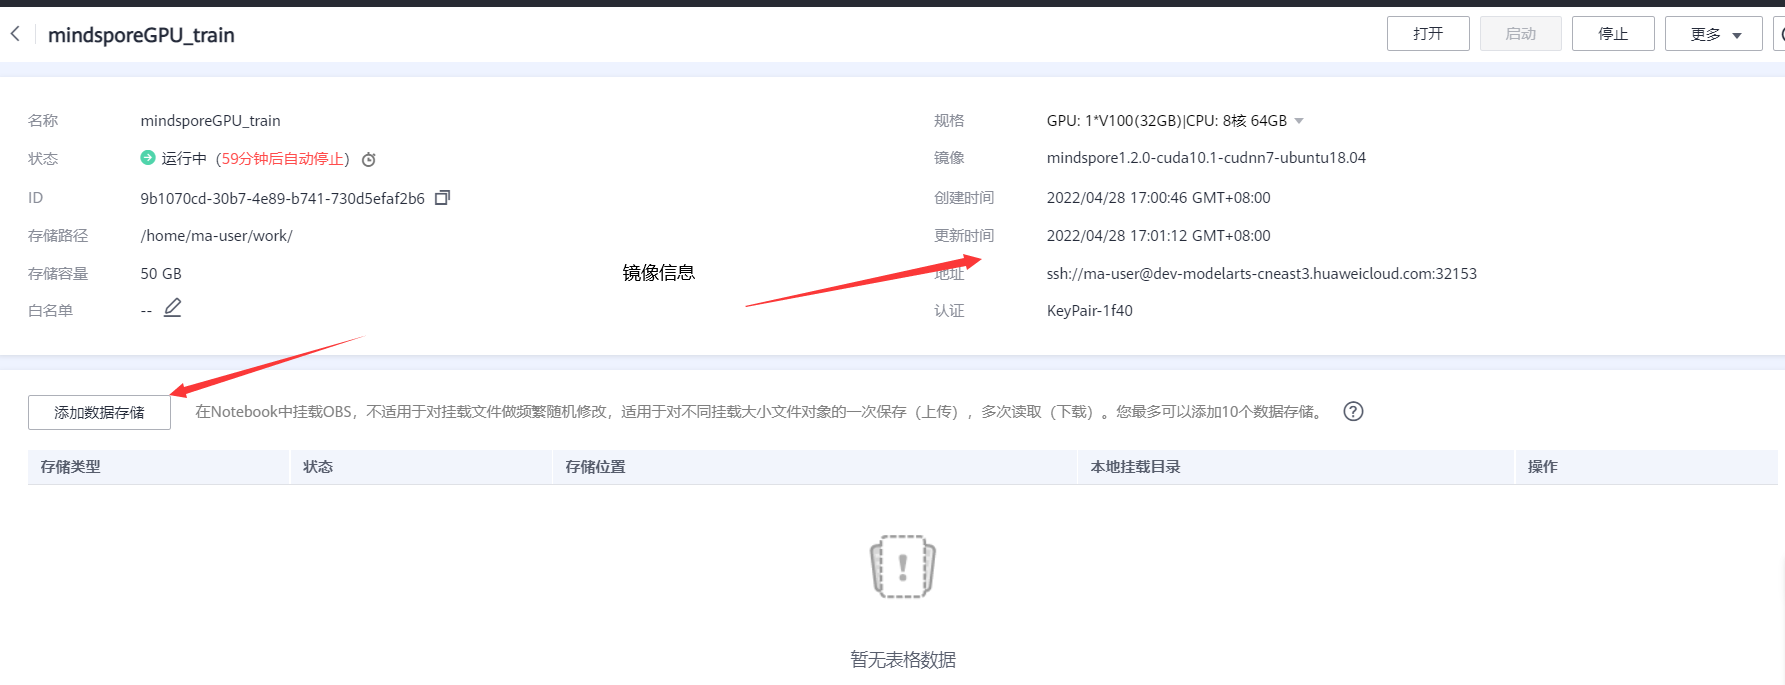 mindsporeGPU_train
打开
启动
停止
更多
名称 mindsporeGPU_train
规格 GPU: 1*V100(32GB)|CPU: 8核 64GB
状态 运行中（59分钟后自动停止）
镜像 mindspore1.2.0-cuda10.1-cudnn7-ubuntu18.04
ID 9b1070cd-30b7-4e89-b741-730d5efaf2b6
创建时间 2022/04/28 17:00:46 GMT+08:00
存储路径 /home/ma-user/work/
更新时间 2022/04/28 17:01:12 GMT+08:00
存储容量 50 GB
镜像信息
地址 ssh://ma-user@dev-modelarts-cneast3.huaweicloud.com:32153
白名单 --
认证 KeyPair-1f40
添加数据存储
在Notebook中挂载OBS，不适用于对挂载文件做频繁随机修改，适用于对不同挂载大小文件对象的一次保存（上传），多次读取（下载）。您最多可以添加10个数据存储。
存储类型 状态 存储位置 本地挂载目录 操作
暂无表格数据